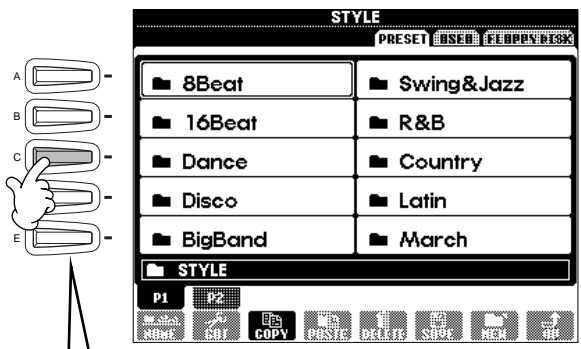 STYLE
PRESET USER FLOPPY DISK
A 8Beat Swing&Jazz
B 16Beat R&B
C Dance Country
Disco Latin
E BigBand March
STYLE
P1 P2
NAME CUT COPY PASTE DELETE SAVE NEW UP